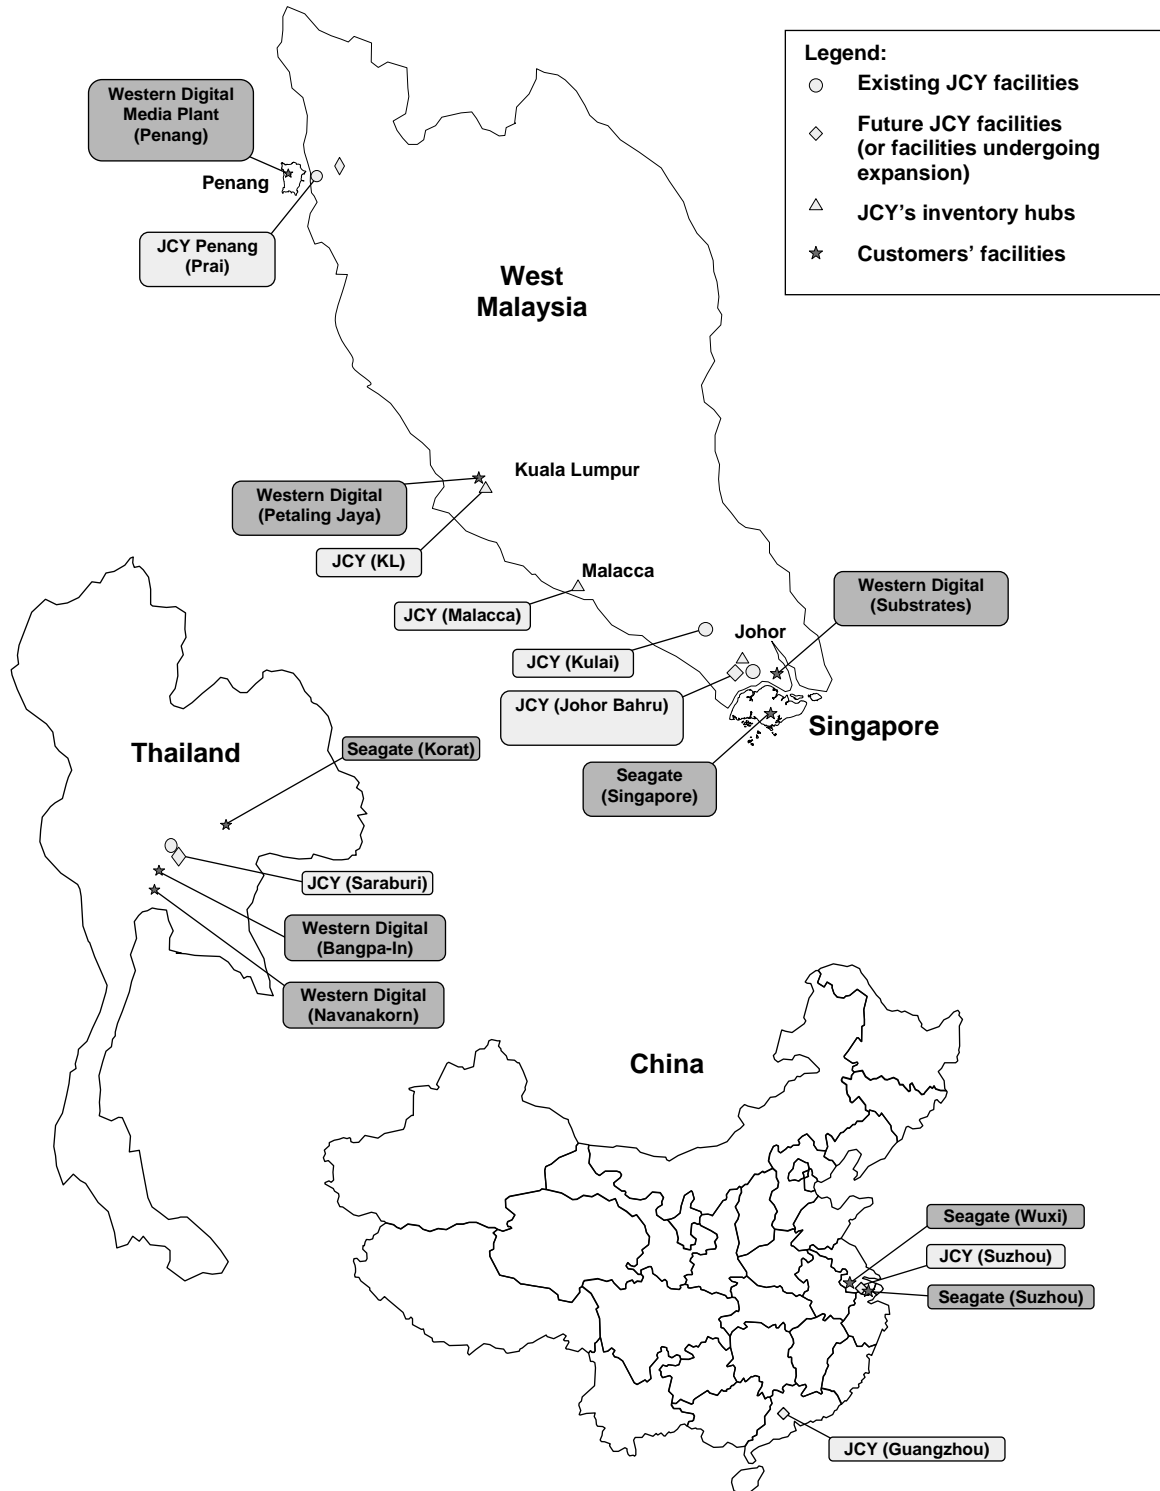 Legend:
Existing JCY facilities
Future JCY facilities
(or facilities undergoing
expansion)
JCY’s inventory hubs
Customers’ facilities
Western Digital
Media Plant
(Penang)
Penang
JCY Penang
(Prai)
West
Malaysia
Kuala Lumpur
Western Digital
(Petaling Jaya)
JCY (KL)
Malacca
JCY (Malacca)
Western Digital
(Substrates)
Johor
JCY (Kulai)
JCY (Johor Bahru)
Singapore
Seagate
(Singapore)
Thailand
Seagate (Korat)
JCY (Saraburi)
Western Digital
(Bangpa-In)
Western Digital
(Navanakorn)
China
Seagate (Wuxi)
JCY (Suzhou)
Seagate (Suzhou)
JCY (Guangzhou)